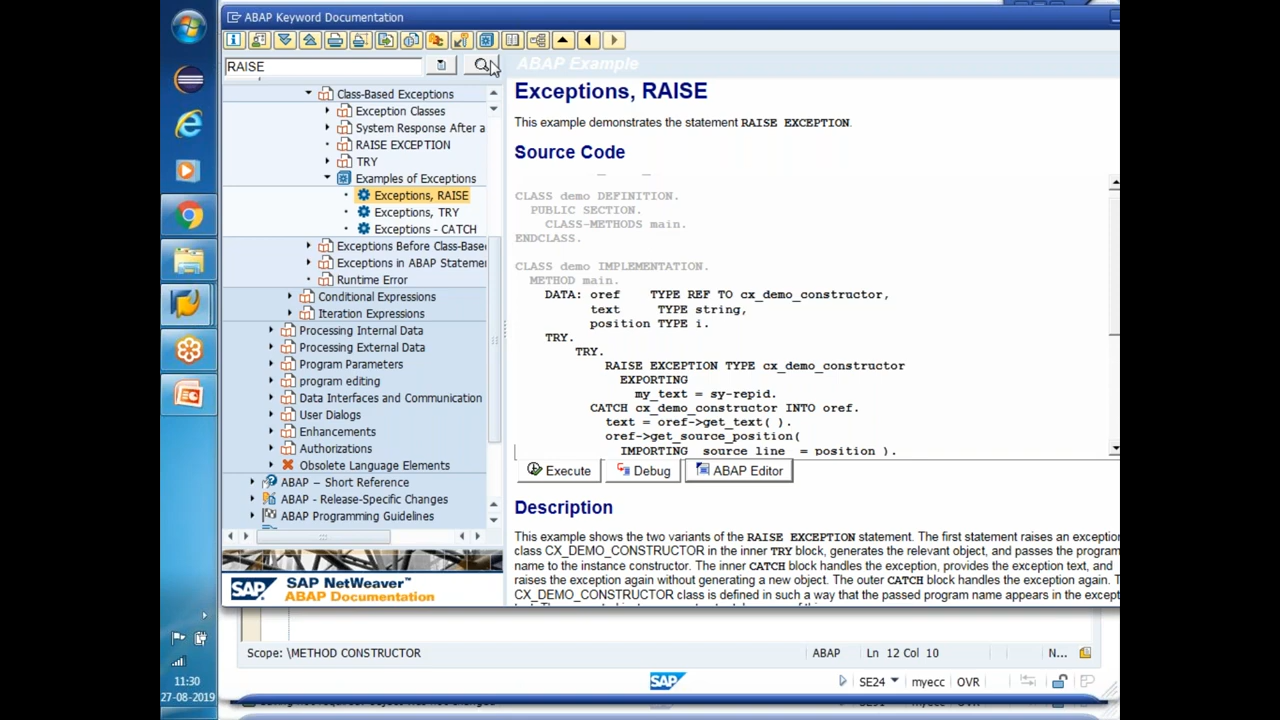 ABAP Keyword Documentation
RAISE
Class-Based Exceptions
Exception Classes
System Response After a
RAISE EXCEPTION
TRY
Examples of Exceptions
Exceptions, RAISE
Exceptions, TRY
Exceptions - CATCH
Exceptions Before Class-Base
Exceptions in ABAP Stateme
Runtime Error
Conditional Expressions
Iteration Expressions
Processing Internal Data
Processing External Data
Program Parameters
program editing
Data Interfaces and Communication
User Dialogs
Enhancements
Authorizations
Obsolete Language Elements
ABAP – Short Reference
ABAP - Release-Specific Changes
ABAP Programming Guidelines
SAP
SAP NetWeaver™
ABAP Documentation
ABAP Example
Exceptions, RAISE
This example demonstrates the statement RAISE EXCEPTION.
Source Code
CLASS demo DEFINITION.
PUBLIC SECTION.
CLASS-METHODS main.
ENDCLASS.
CLASS demo IMPLEMENTATION.
METHOD main.
DATA: oref TYPE REF TO cx_demo_constructor,
text TYPE string,
position TYPE i.
TRY.
TRY.
RAISE EXCEPTION TYPE cx_demo_constructor
EXPORTING
my_text = sy-repid.
CATCH cx_demo_constructor INTO oref.
text = oref->get_text( ).
oref->get_source_position(
IMPORTING source_line = position ).
Execute
Debug
ABAP Editor
Description
This example shows the two variants of the RAISE EXCEPTION statement. The first statement raises an exception
class CX_DEMO_CONSTRUCTOR in the inner TRY block, generates the relevant object, and passes the program
name to the instance constructor. The inner CATCH block handles the exception, provides the exception text, and
raises the exception again without generating a new object. The outer CATCH block handles the exception again. T
CX_DEMO_CONSTRUCTOR class is defined in such a way that the passed program name appears in the except
Scope: \METHOD CONSTRUCTOR
ABAP
Ln 12 Col 10
N...
SAP
SE24
myecc
OVR
11:30
27-08-2019